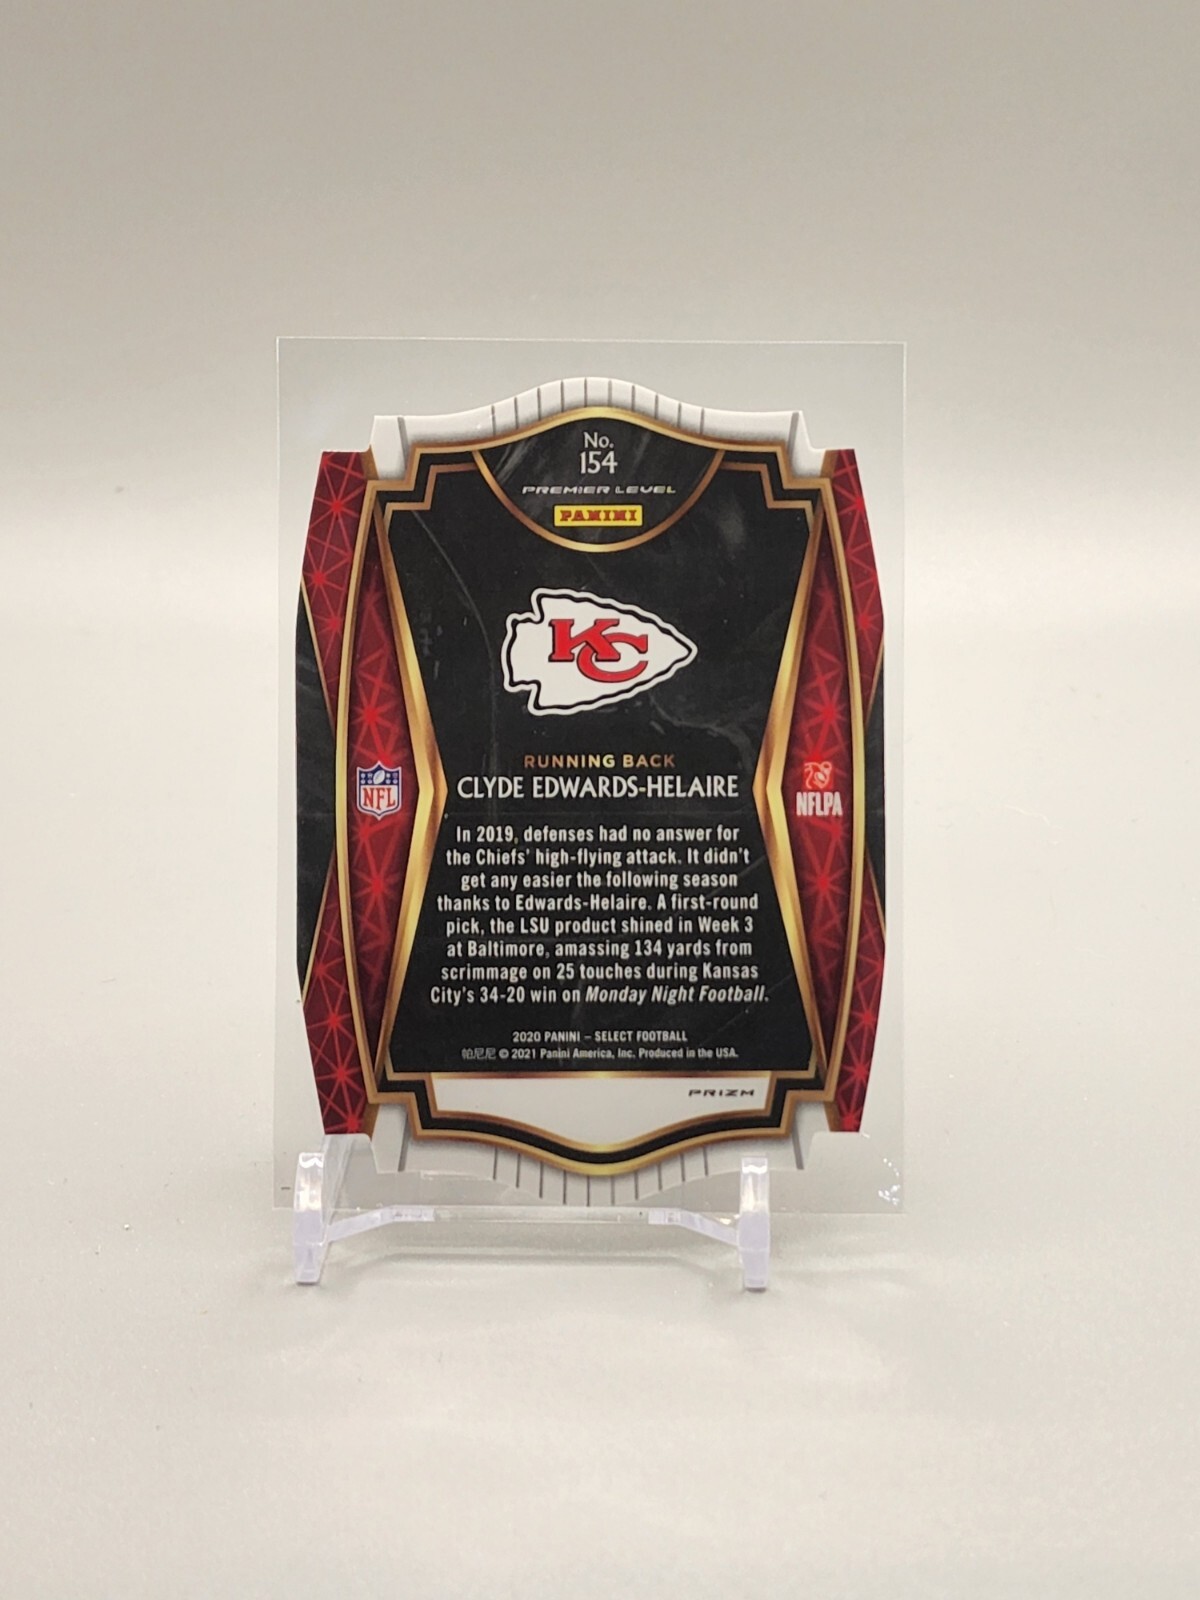 No.
154
PREMIER LEVEL
PANINI
KC
RUNNING BACK
CLYDE EDWARDS-HELAIRE
NFL
NFLPA
In 2019, defenses had no answer for
the Chiefs' high-flying attack. It didn't
get any easier the following season
thanks to Edwards-Helaire. A first-round
pick, the LSU product shined in Week 3
at Baltimore, amassing 134 yards from
scrimmage on 25 touches during Kansas
City's 34-20 win on Monday Night Football.
2020 PANINI – SELECT FOOTBALL
帕尼尼 © 2021 Panini America, Inc. Produced in the USA.
PRIZM